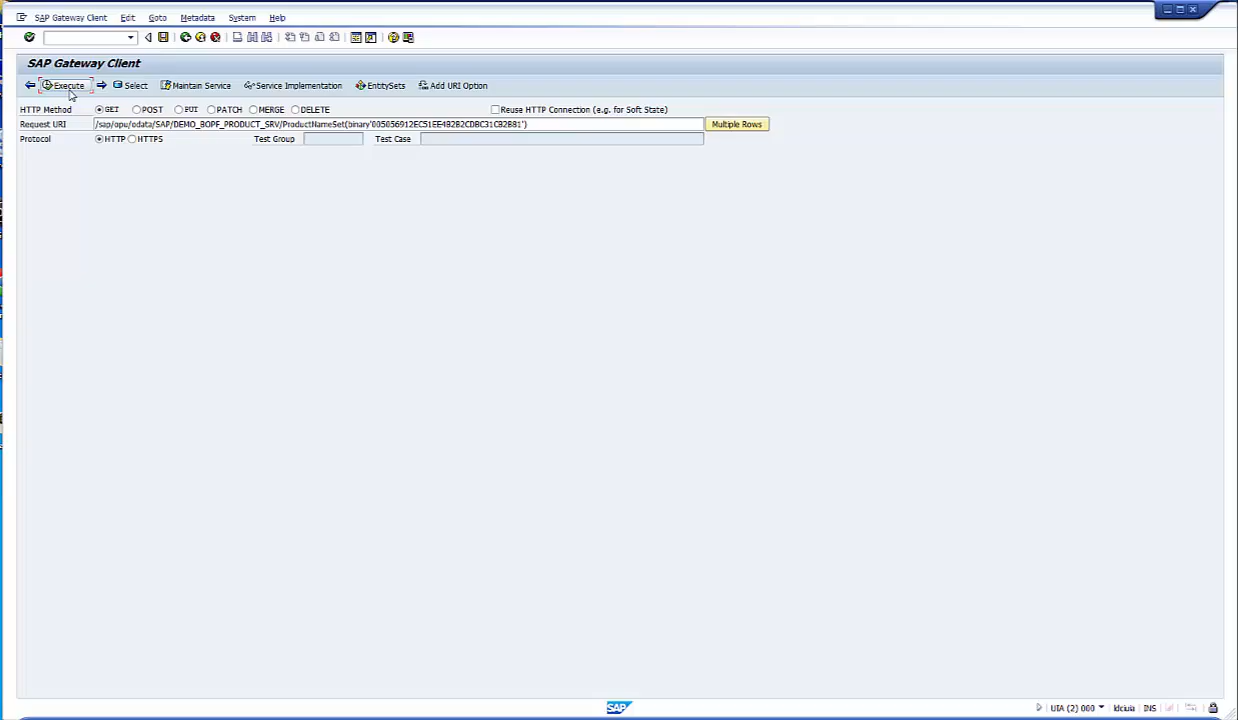 SAP Gateway Client Edit Goto Metadata System Help
SAP Gateway Client
Execute Select Maintain Service Service Implementation EntitySets Add URI Option
HTTP Method GET POST PUT PATCH MERGE DELETE Reuse HTTP Connection (e.g. for Soft State)
Request URI /sap/opu/odata/SAP/DEMO_BOPF_PRODUCT_SRV/ProductNameSet(binary'005056912EC51EE4B2B2CDBC31CB2B81') Multiple Rows
Protocol HTTP HTTPS Test Group Test Case
SAP UIA (2) 000 ldciuia INS